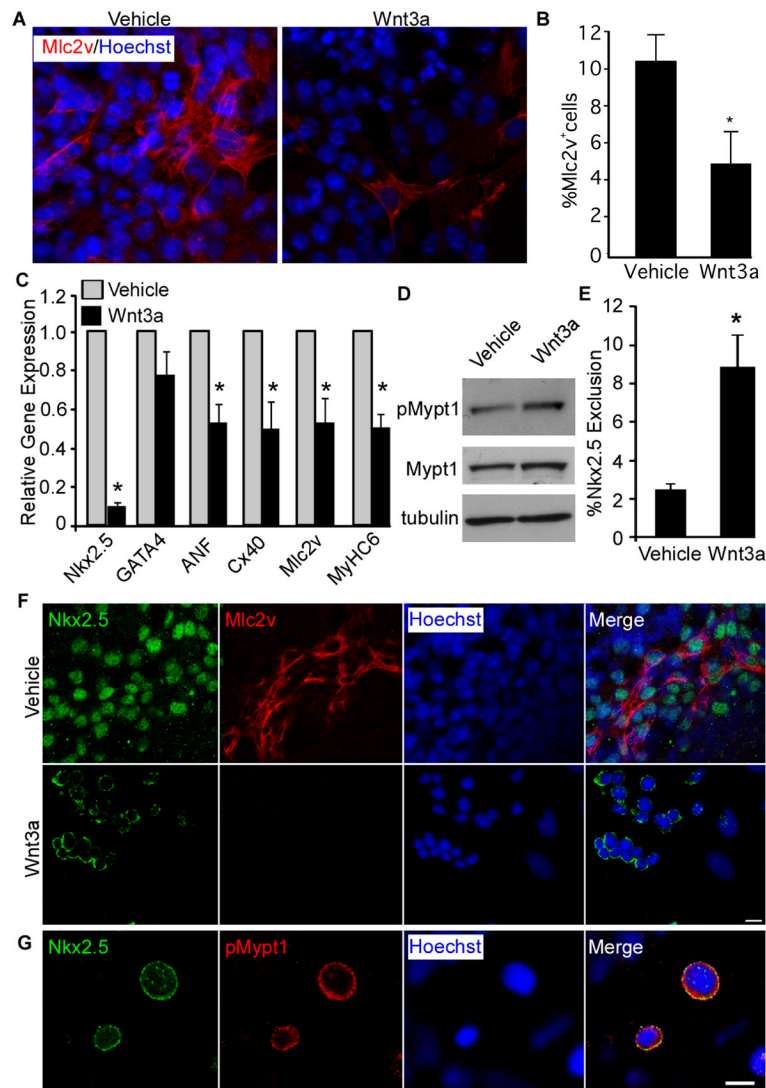 A
Vehicle
Wnt3a
Mlc2v/Hoechst
B
%Mlc2v+cells
12
10
8
6
4
2
0
*
Vehicle Wnt3a
C
Vehicle
Wnt3a
Relative Gene Expression
1.2
1.0
0.8
0.6
0.4
0.2
0
* * * * *
Nkx2.5 GATA4 ANF Cx40 Mlc2v MyHC6
D
Vehicle Wnt3a
pMypt1
Mypt1
tubulin
E
%Nkx2.5 Exclusion
12
10
8
6
4
2
0
*
Vehicle Wnt3a
F
Nkx2.5 Mlc2v Hoechst Merge
Vehicle
Wnt3a
G
Nkx2.5 pMypt1 Hoechst Merge